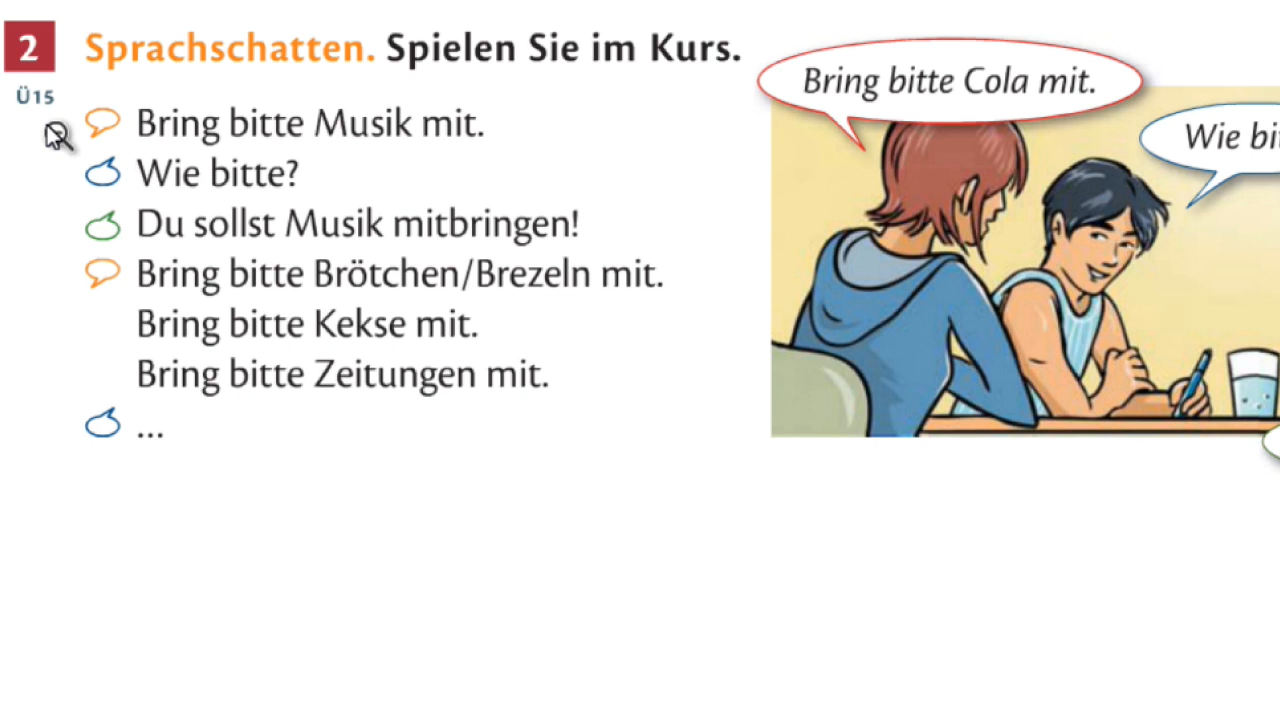 2 Sprachschatten. Spielen Sie im Kurs.
Ü15
Bring bitte Musik mit.
Wie bitte?
Du sollst Musik mitbringen!
Bring bitte Brötchen/Brezeln mit.
Bring bitte Kekse mit.
Bring bitte Zeitungen mit.
...
Bring bitte Cola mit.
Wie